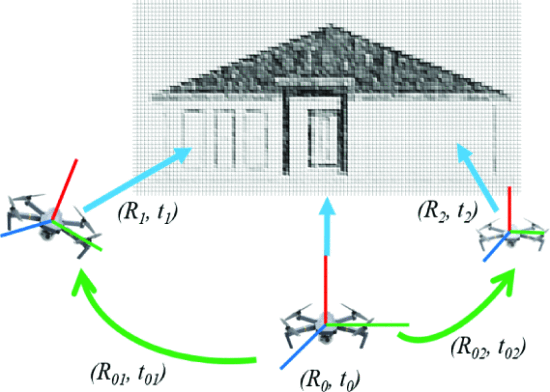 (R1, t1)
(R2, t2)
(R01, t01)
(R0, t0)
(R02, t02)